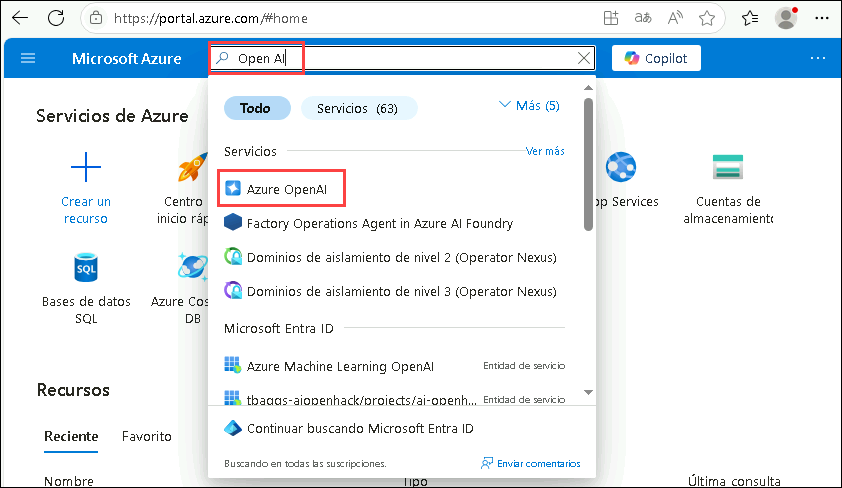 https://portal.azure.com/#home
Microsoft Azure
Open AI
Copilot
Todo
Servicios (63)
Más (5)
Servicios de Azure
Servicios
Ver más
Crear un
recurso
Centro
inicio ráp
Azure OpenAI
Factory Operations Agent in Azure AI Foundry
Dominios de aislamiento de nivel 2 (Operator Nexus)
Dominios de aislamiento de nivel 3 (Operator Nexus)
pp Services
Cuentas de
almacenamiento
Bases de datos
SQL
Azure Cos
DB
Microsoft Entra ID
Azure Machine Learning OpenAI
Entidad de servicio
tbaggs-aiopenhack/projects/ai-openh...
Entidad de servicio
Continuar buscando Microsoft Entra ID
Buscando en todas las suscripciones.
Enviar comentarios
Recursos
Reciente
Favorito
Nombre
Tipo
Última consulta